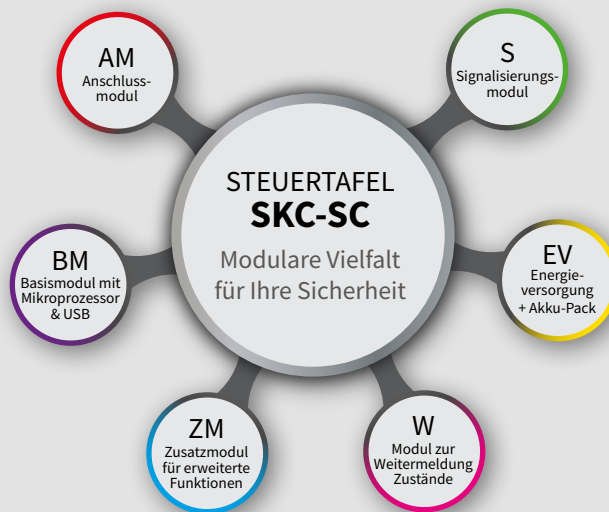 AM
Anschluss-
modul
S
Signalisierungs-
modul
STEUERTAFEL
SKC-SC
Modulare Vielfalt
für Ihre Sicherheit
BM
Basismodul mit
Mikroprozessor
& USB
EV
Energie-
versorgung
+ Akku-Pack
ZM
Zusatzmodul
für erweiterte
Funktionen
W
Modul zur
Weitermeldung
Zustände